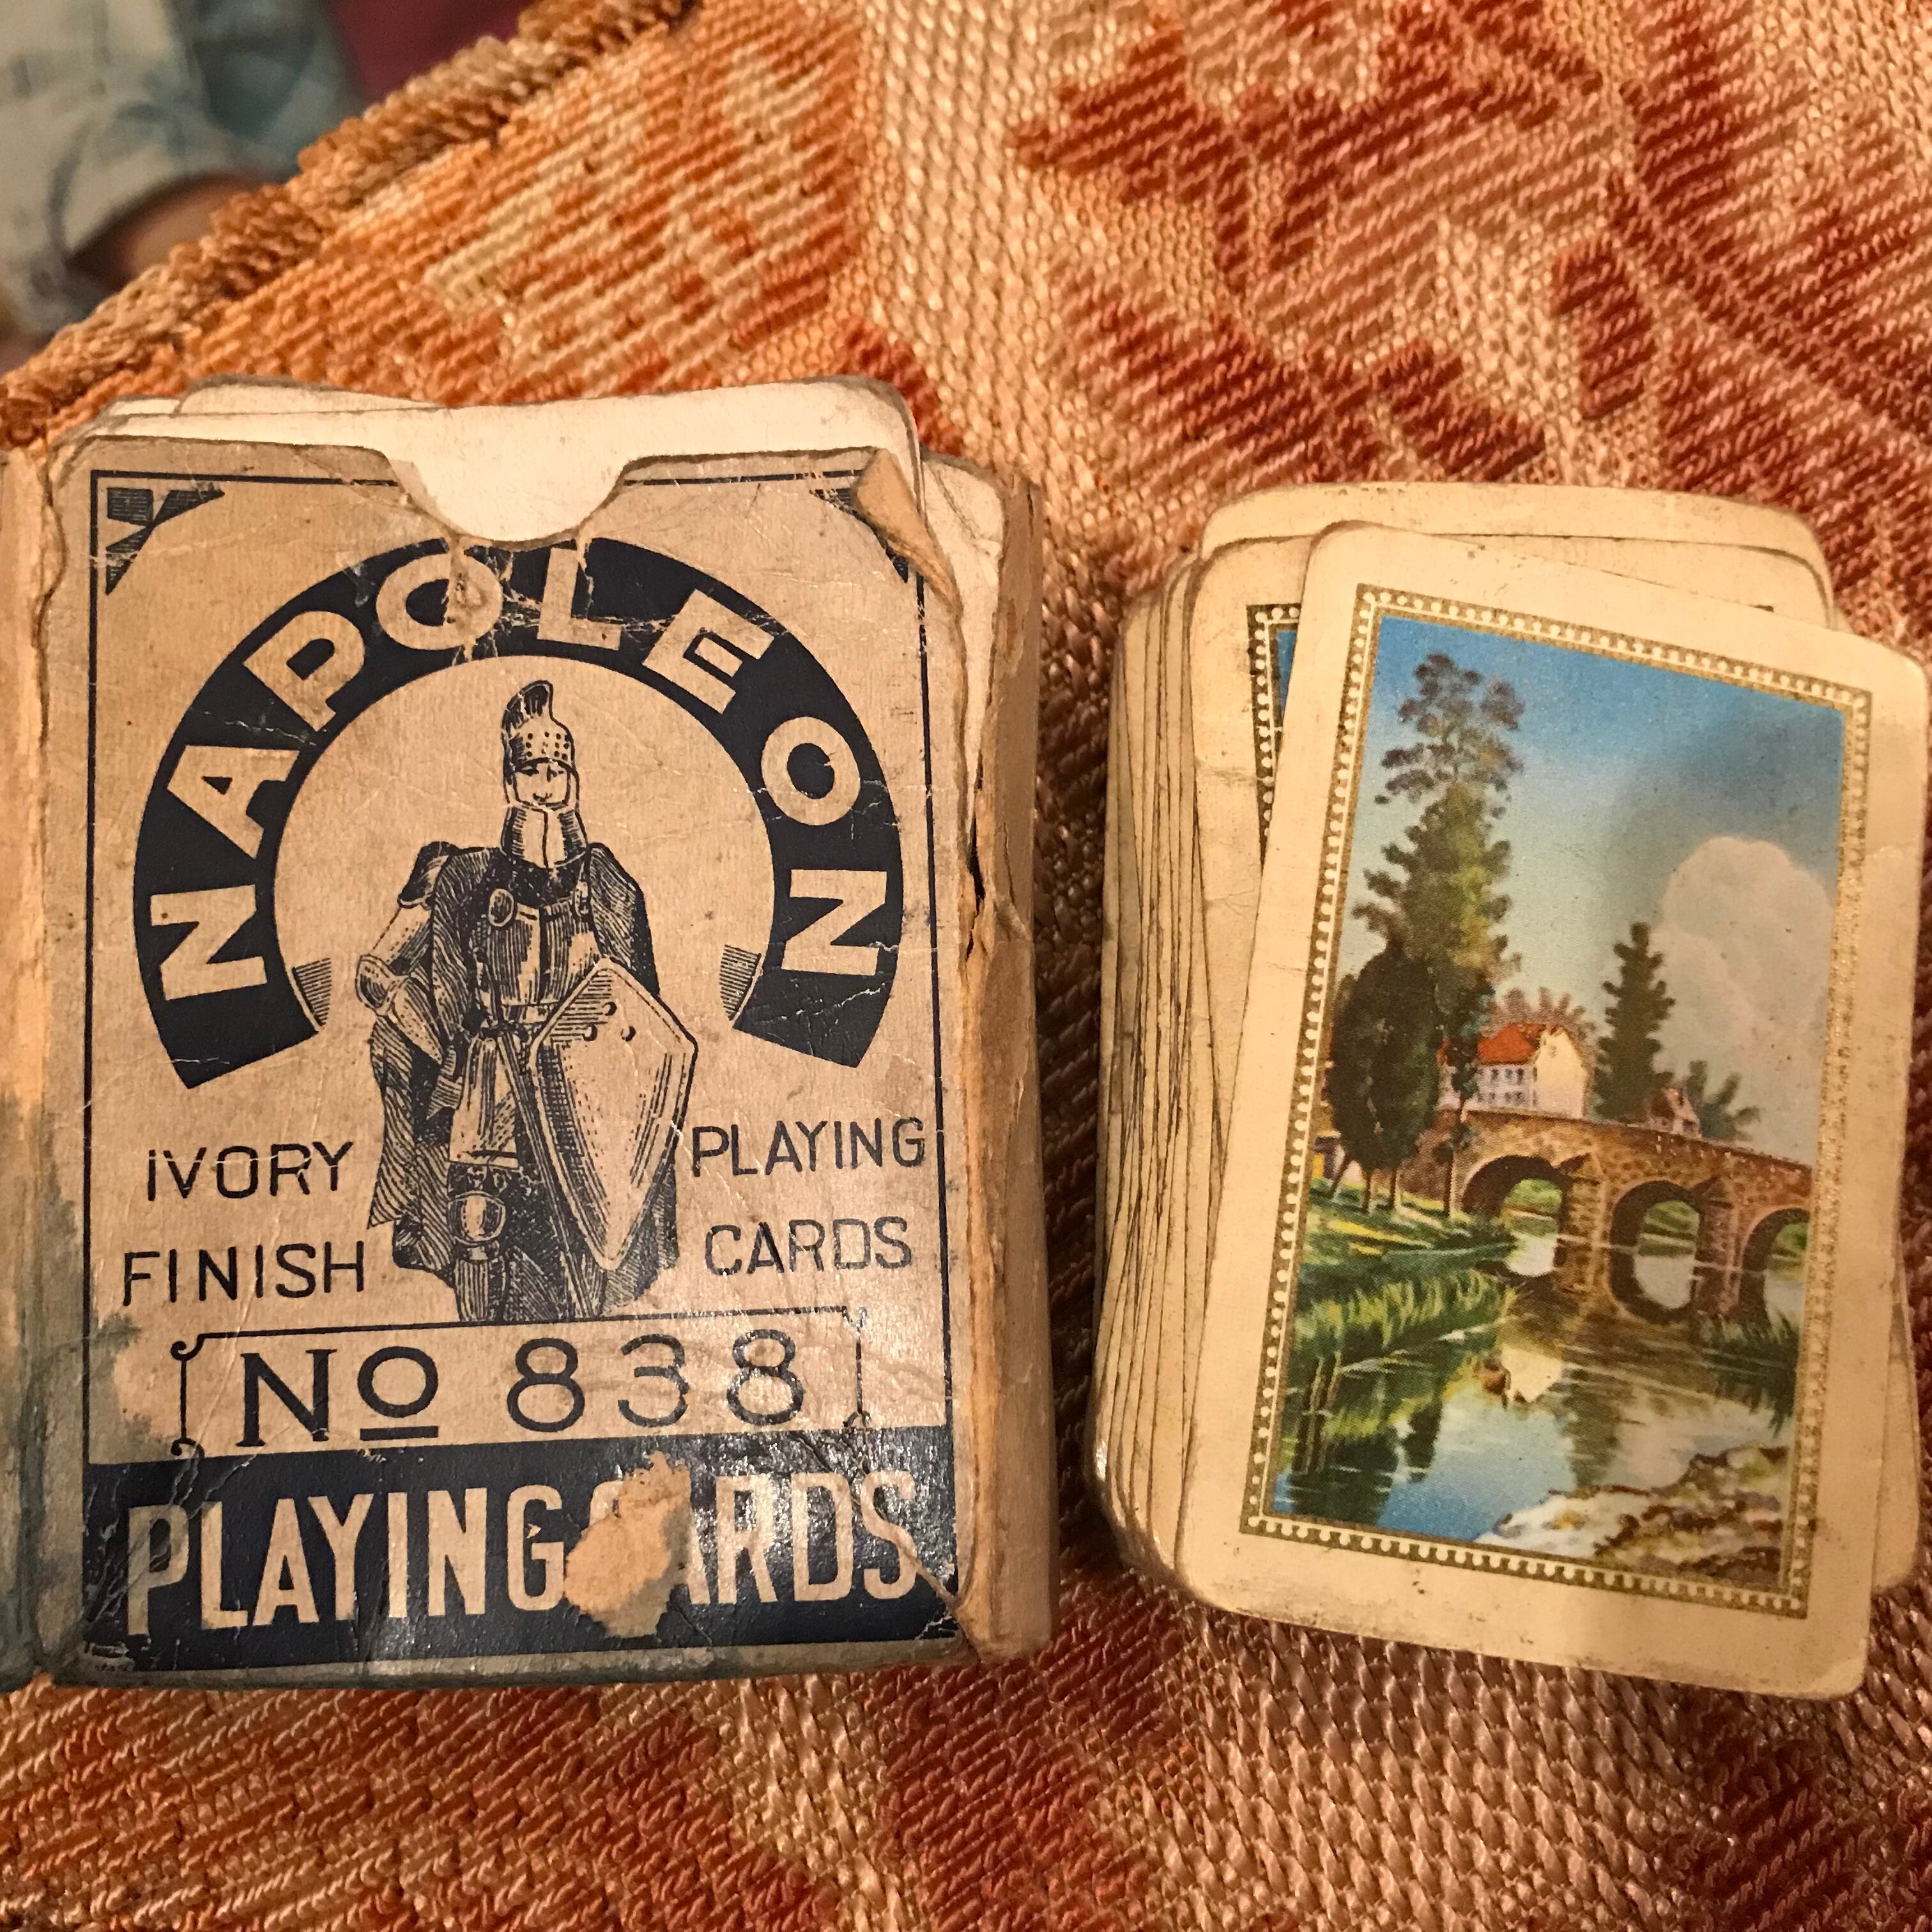 NAPOLEON
IVORY PLAYING
FINISH CARDS
No 838
PLAYING CARDS